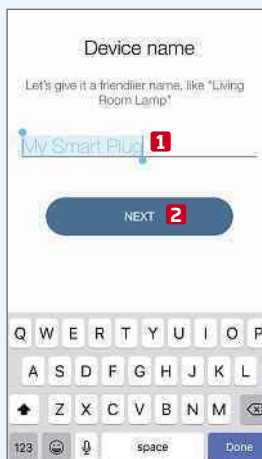 Device name
Let's give it a friendlier name, like "Living
Room Lamp"
My Smart Plug 1
NEXT 2
Q W E R T Y U I O P
A S D F G H J K L
Z X C V B N M
123 space Done